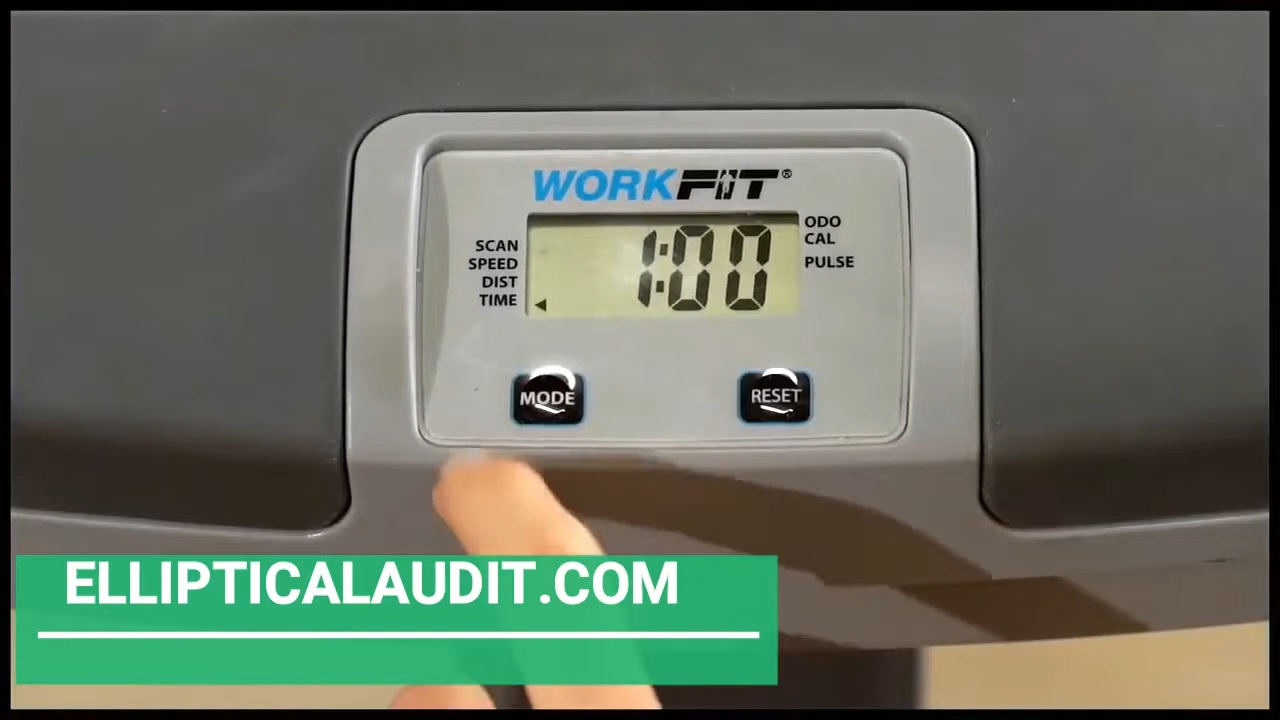 WORKFIT®
SCAN
SPEED
DIST
TIME
1:00
ODO
CAL
PULSE
MODE
RESET
ELLIPTICALAUDIT.COM